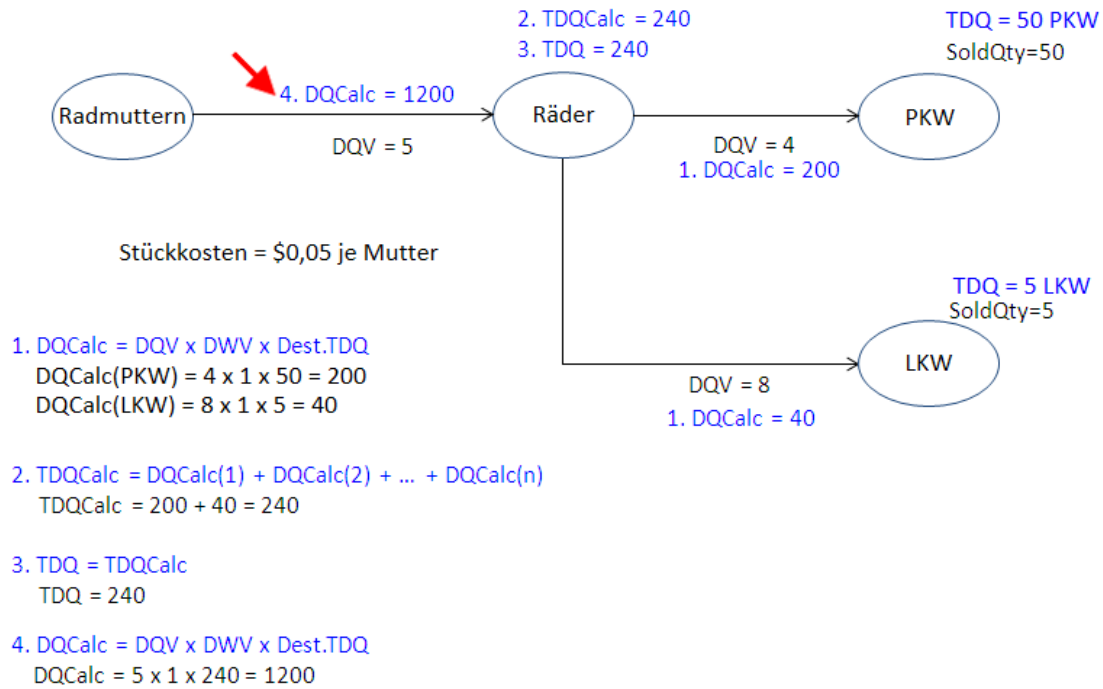 2. TDQCalc = 240
3. TDQ = 240
TDQ = 50 PKW
SoldQty=50
4. DQCalc = 1200
Radmuttern
Räder
PKW
DQV = 5
DQV = 4
1. DQCalc = 200
Stückkosten = $0,05 je Mutter
TDQ = 5 LKW
SoldQty=5
LKW
DQV = 8
1. DQCalc = 40
1. DQCalc = DQV x DWV x Dest.TDQ
DQCalc(PKW) = 4 x 1 x 50 = 200
DQCalc(LKW) = 8 x 1 x 5 = 40
2. TDQCalc = DQCalc(1) + DQCalc(2) + ... + DQCalc(n)
TDQCalc = 200 + 40 = 240
3. TDQ = TDQCalc
TDQ = 240
4. DQCalc = DQV x DWV x Dest.TDQ
DQCalc = 5 x 1 x 240 = 1200